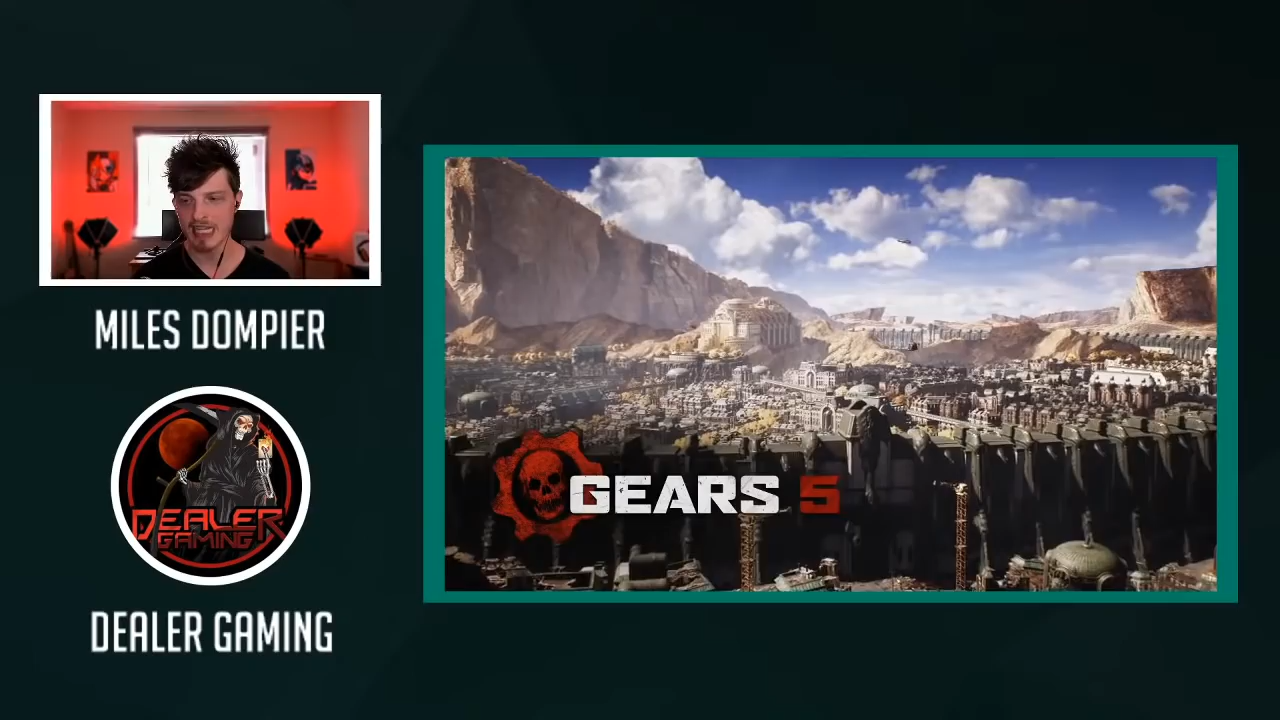 MILES DOMPIER
DEALER
GAMING
DEALER GAMING
GEARS 5